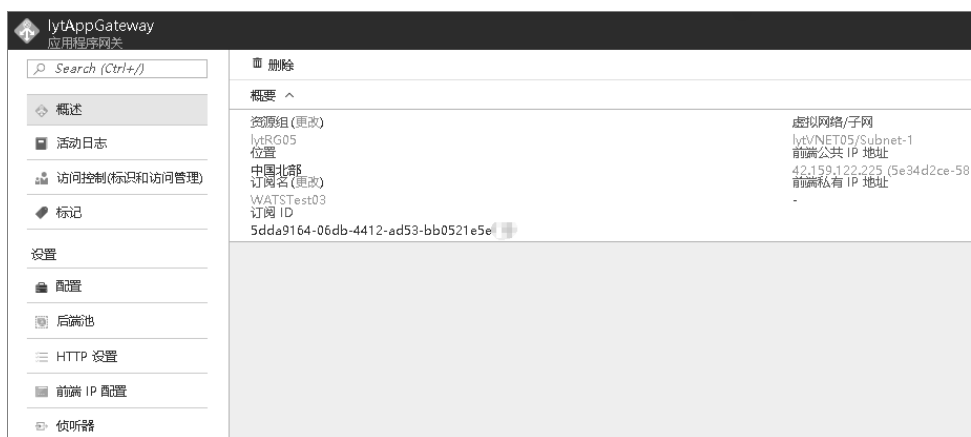 lytAppGateway
应用程序网关
Search (Ctrl+/)
概述
活动日志
访问控制(标识和访问管理)
标记
设置
配置
后端池
HTTP 设置
前端 IP 配置
侦听器
删除
概要
资源组(更改)
lytRG05
位置
中国北部
订阅名(更改)
WATSTest03
订阅 ID
5dda9164-06db-4412-ad53-bb0521e5e
虚拟网络/子网
lytVNET05/Subnet-1
前端公共 IP 地址
42.159.122.225 (5e34d2ce-58
前端私有 IP 地址
-